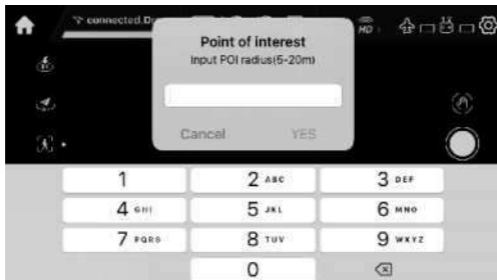 connected.Dr
HD
Point of interest
Input POI radius(5-20m)
Cancel
YES
1
2 ABC
3 DEF
4 GHI
5 JKL
6 MNO
7 PQRS
8 TUV
9 WXYZ
0